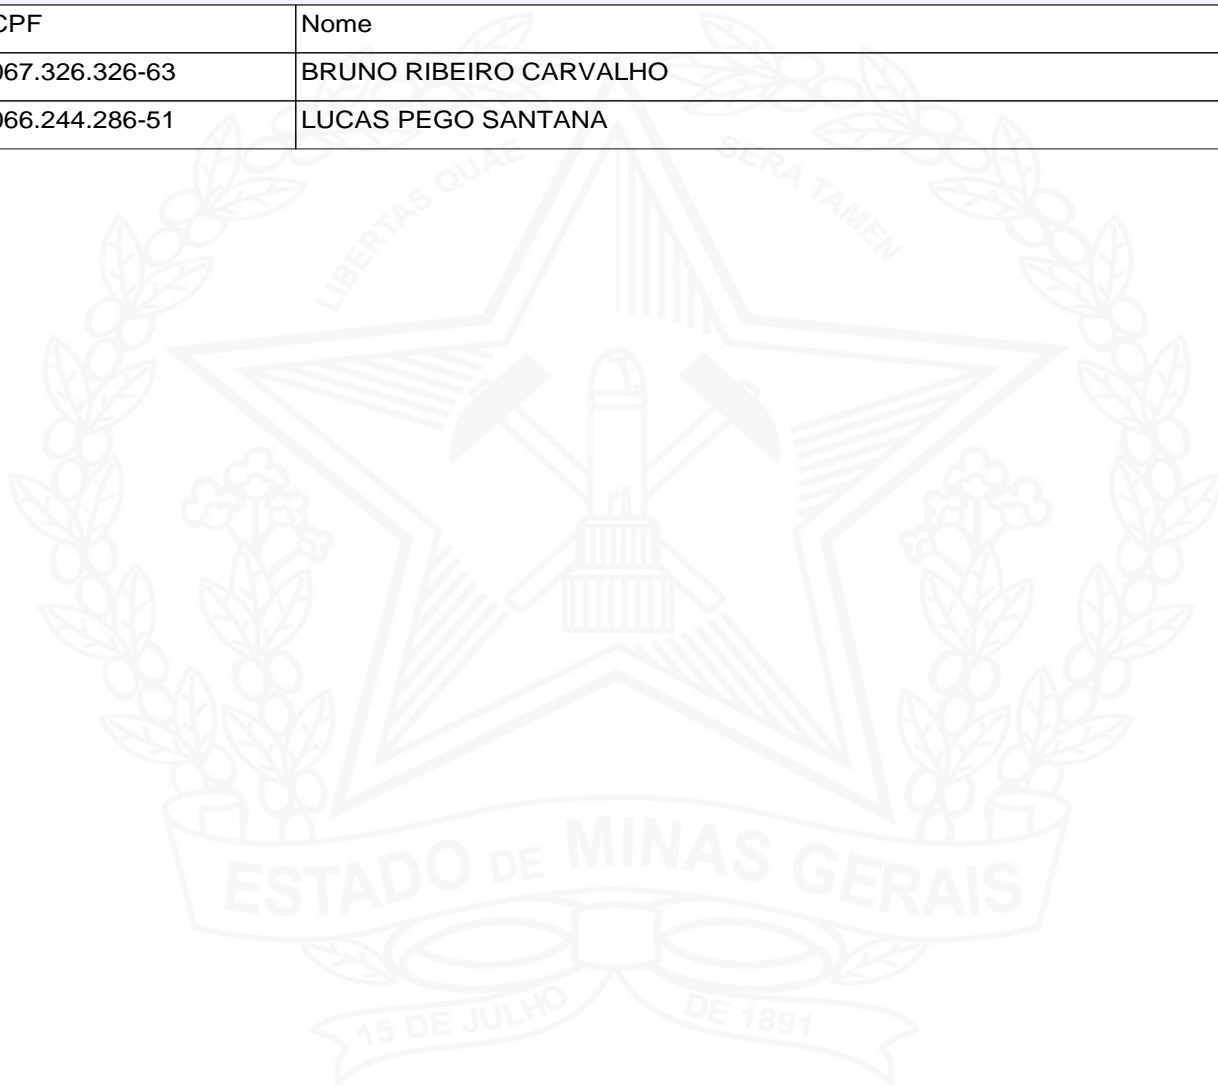 CPF Nome
067.326.326-63 BRUNO RIBEIRO CARVALHO
066.244.286-51 LUCAS PEGO SANTANA
LIBERTAS QUAE SERA TAMEN
ESTADO DE MINAS GERAIS
15 DE JULHO DE 1891